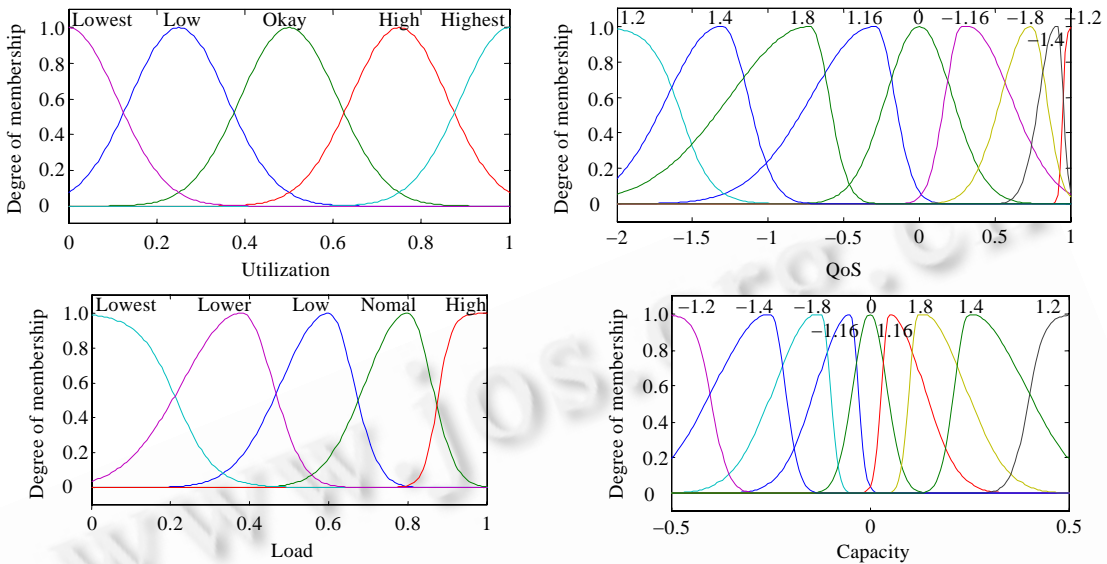 Lowest Low Okay High Highest
Degree of membership
1.0
0.8
0.6
0.4
0.2
0
0 0.2 0.4 0.6 0.8 1
Utilization
1.2 1.4 1.8 1.16 0 −1.16 −1.8 −1.2
−1.4
Degree of membership
1.0
0.8
0.6
0.4
0.2
0
−2 −1.5 −1 −0.5 0 0.5 1
QoS
Lowest Lower Low Nomal High
Degree of membership
1.0
0.8
0.6
0.4
0.2
0
0 0.2 0.4 0.6 0.8 1
Load
−1.2 −1.4 −1.8 0 1.8 1.4 1.2
−1.16 1.16
Degree of membership
1.0
0.8
0.6
0.4
0.2
0
−0.5 0 0.5
Capacity
www.jos.org.cn